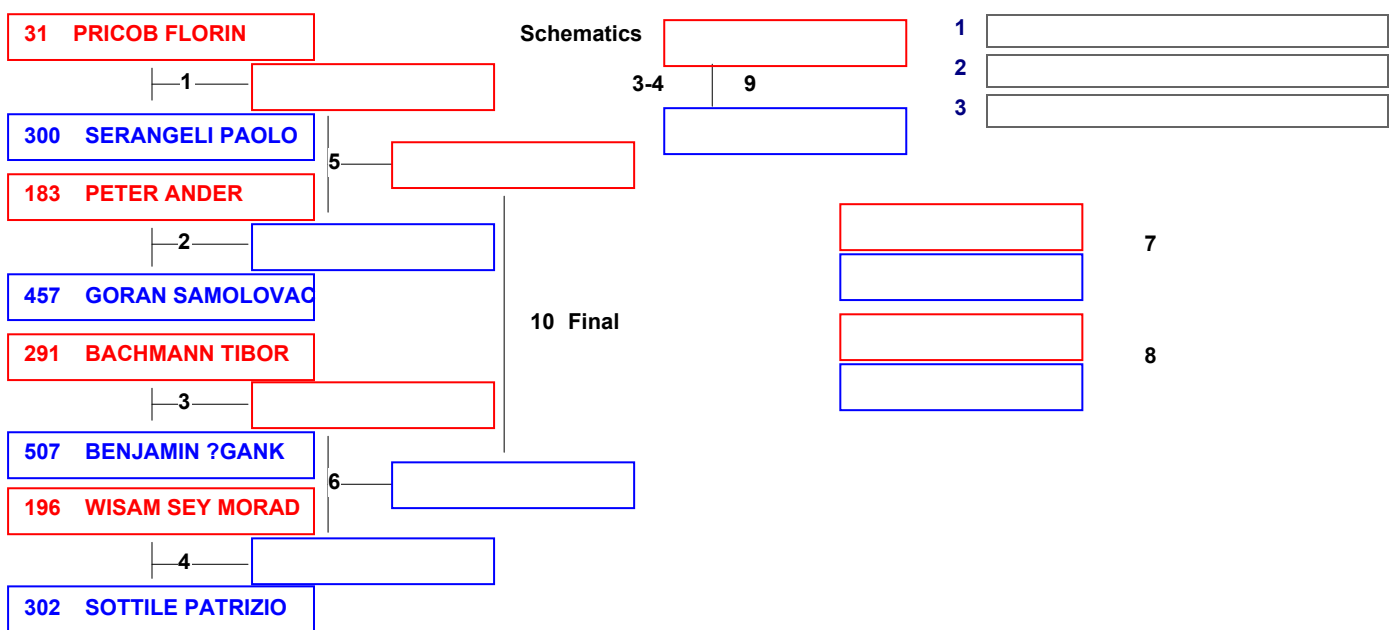 31 PRICOB FLORIN
Schematics
1
1
3-4
9
2
3
300 SERANGELI PAOLO
5
183 PETER ANDER
2
7
457 GORAN SAMOLOVAC
10 Final
291 BACHMANN TIBOR
8
3
507 BENJAMIN ?GANK
6
196 WISAM SEY MORAD
4
302 SOTTILE PATRIZIO